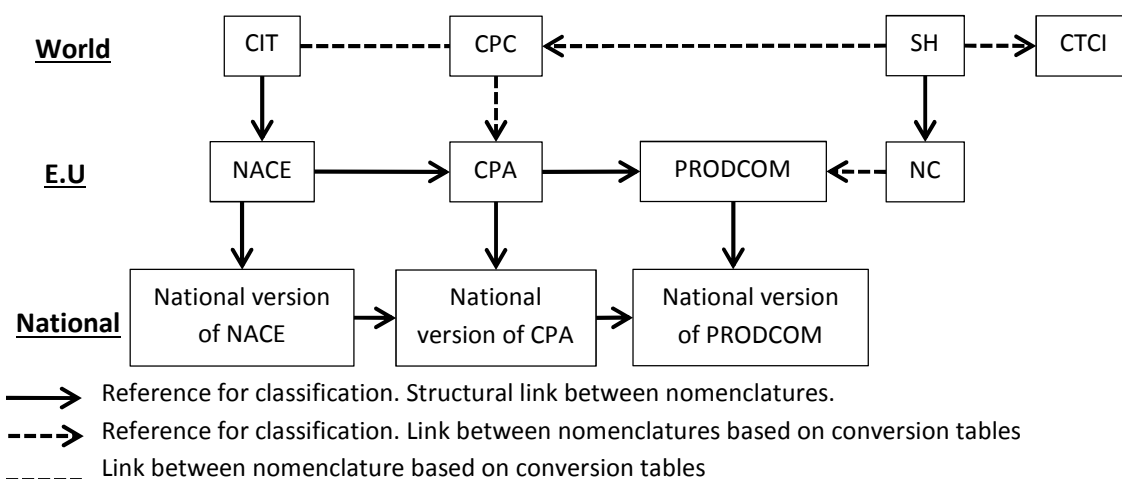 World
CIT
CPC
SH
CTCI
E.U
NACE
CPA
PRODCOM
NC
National
National version
of NACE
National
version of CPA
National version
of PRODCOM
Reference for classification. Structural link between nomenclatures.
Reference for classification. Link between nomenclatures based on conversion tables
Link between nomenclature based on conversion tables